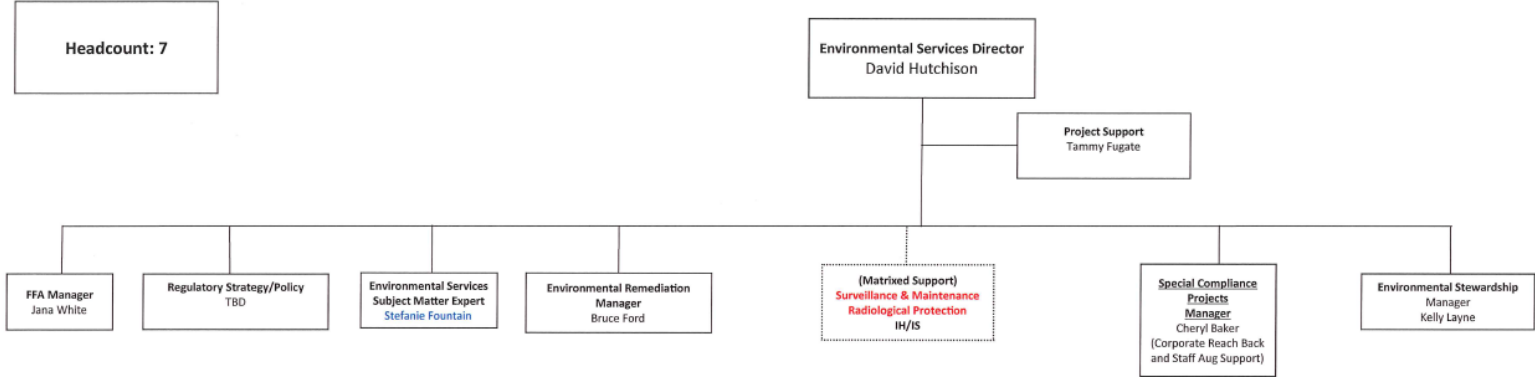 Headcount: 7
Environmental Services Director
David Hutchison
Project Support
Tammy Fugate
FFA Manager
Jana White
Regulatory Strategy/Policy
TBD
Environmental Services
Subject Matter Expert
Stefanie Fountain
Environmental Remediation
Manager
Bruce Ford
(Matrixed Support)
Surveillance & Maintenance
Radiological Protection
IH/IS
Special Compliance
Projects
Manager
Cheryl Baker
(Corporate Reach Back
and Staff Aug Support)
Environmental Stewardship
Manager
Kelly Layne